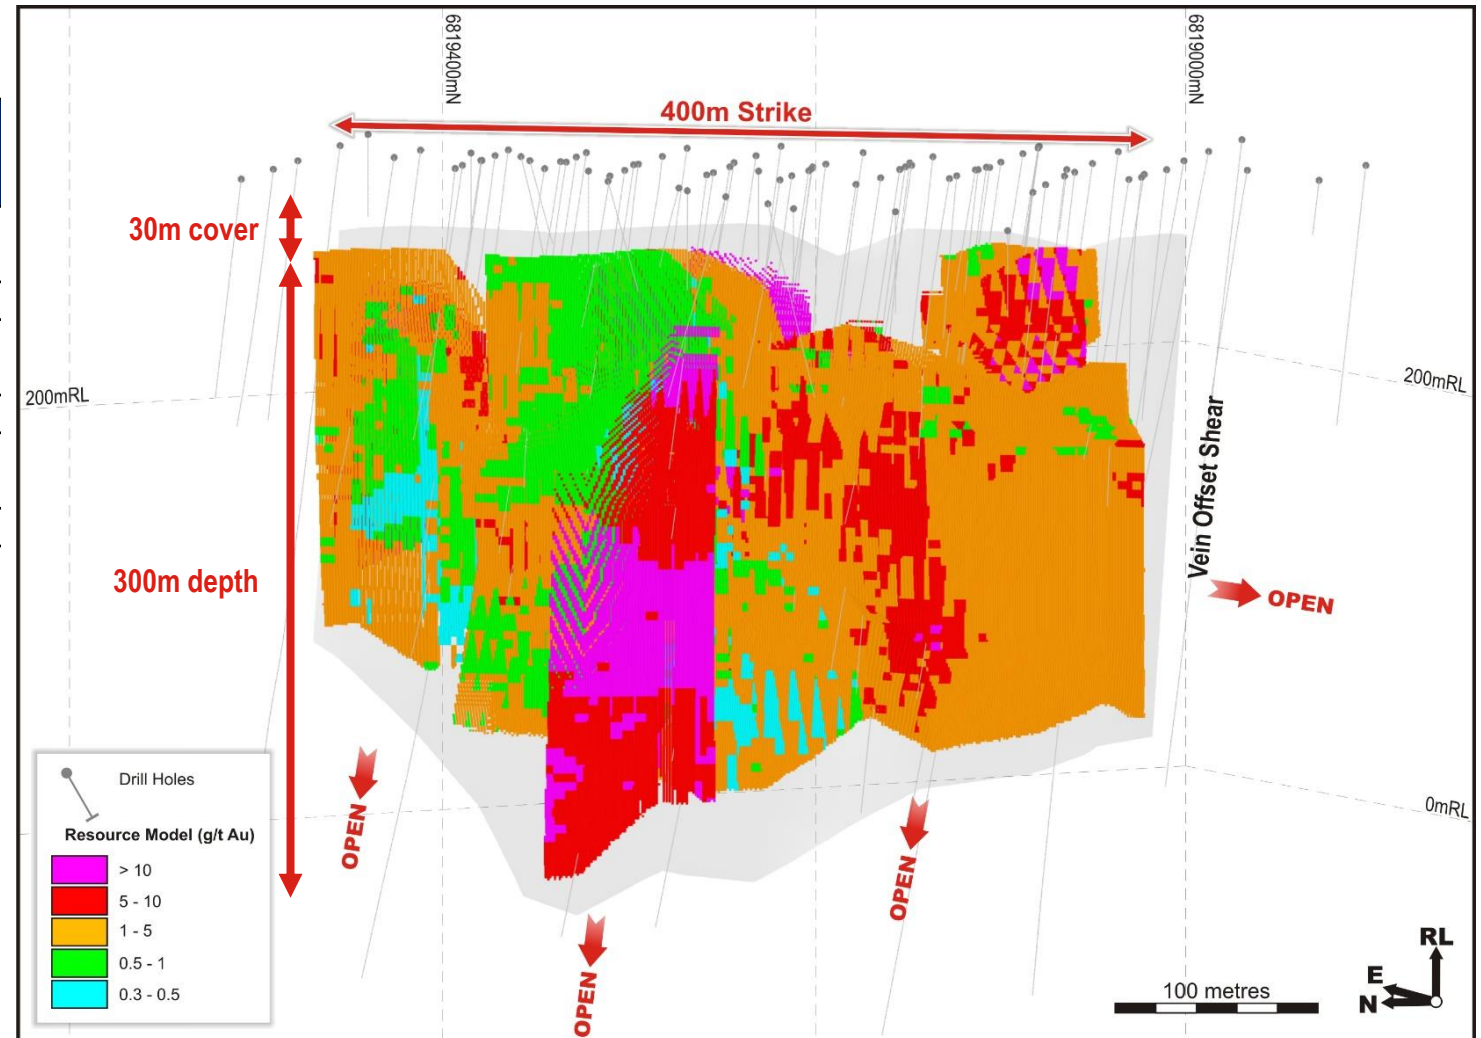 6819400mN
6819000mN
400m Strike
30m cover
200mRL
200mRL
Vein Offset Shear
300m depth
OPEN
0mRL
OPEN
OPEN
OPEN
Drill Holes
Resource Model (g/t Au)
> 10
5 - 10
1 - 5
0.5 - 1
0.3 - 0.5
100 metres
RL
E
N